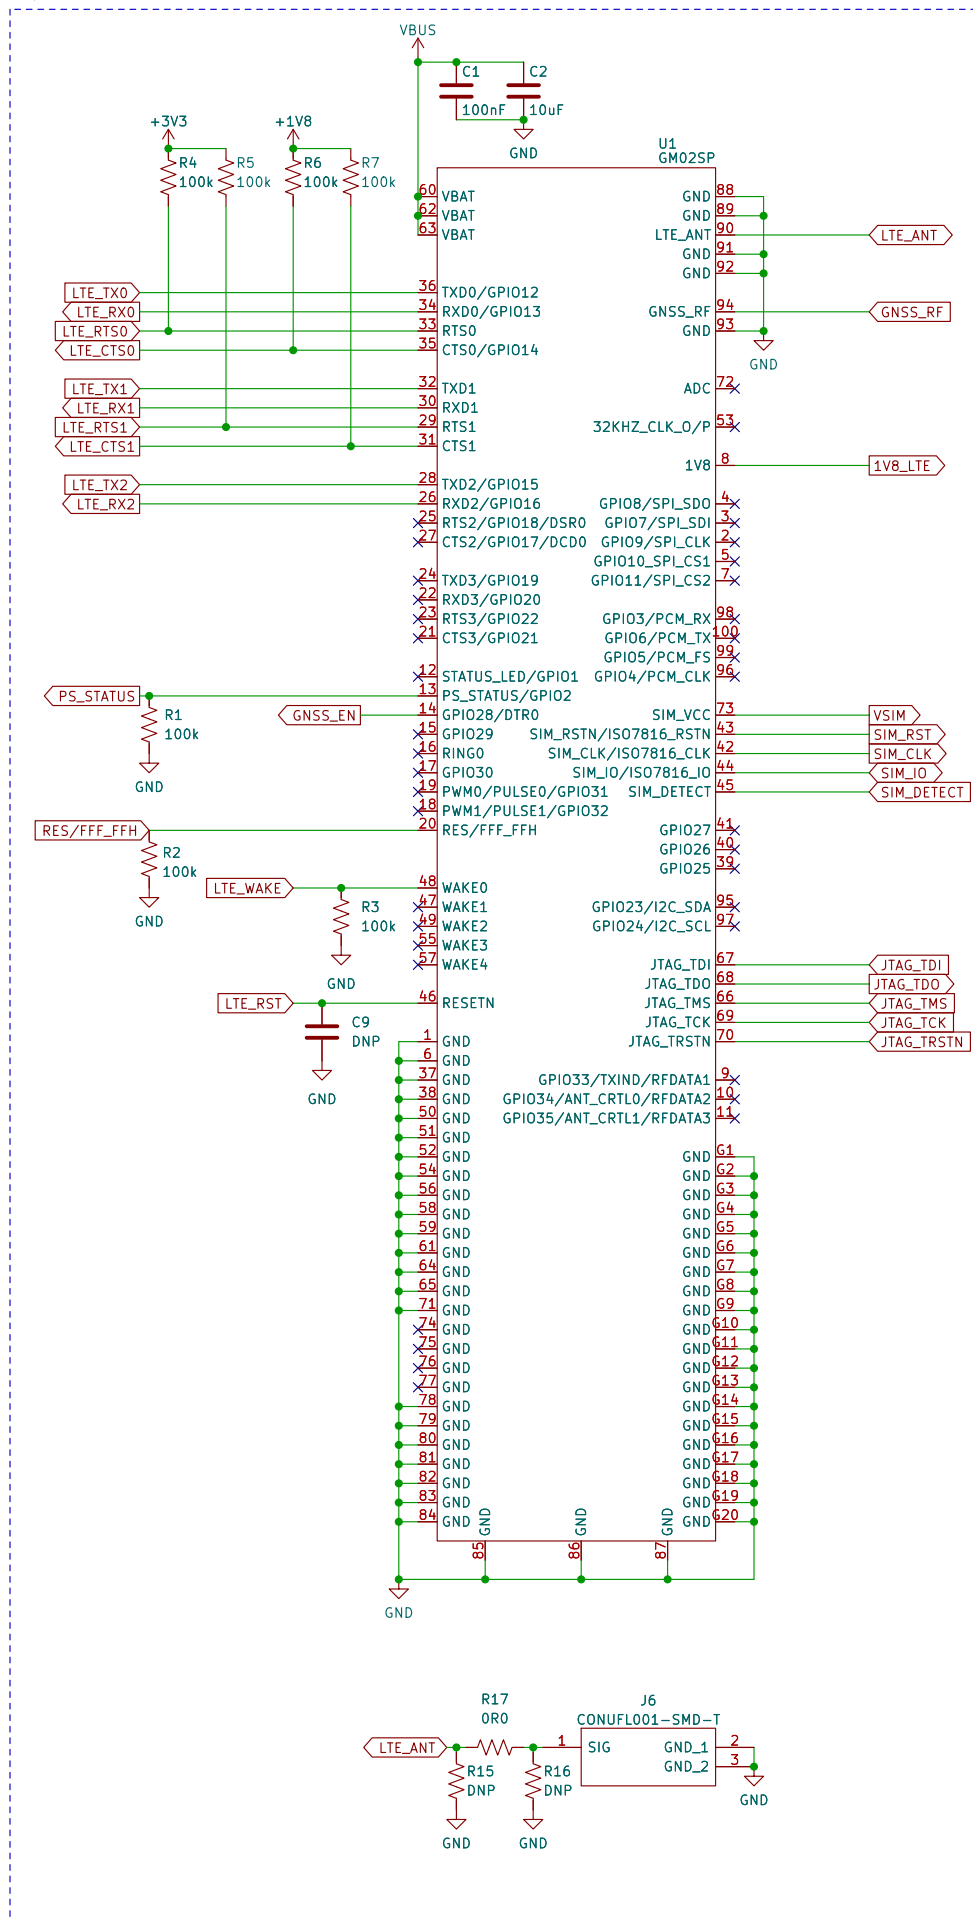 VBUS
C1
100nF
C2
10uF
GND
+3V3
R4
100k
R5
100k
+1V8
R6
100k
R7
100k
U1
GM02SP
60 VBAT
62 VBAT
63 VBAT
LTE_TX0 36 TXD0/GPIO12
LTE_RX0 34 RXD0/GPIO13
LTE_RTS0 33 RTS0
LTE_CTS0 35 CTS0/GPIO14
LTE_TX1 32 TXD1
LTE_RX1 30 RXD1
LTE_RTS1 29 RTS1
LTE_CTS1 31 CTS1
LTE_TX2 28 TXD2/GPIO15
LTE_RX2 26 RXD2/GPIO16
25 RTS2/GPIO18/DSR0
27 CTS2/GPIO17/DCD0
24 TXD3/GPIO19
22 RXD3/GPIO20
23 RTS3/GPIO22
21 CTS3/GPIO21
12 STATUS_LED/GPIO1
PS_STATUS 13 PS_STATUS/GPIO2
R1
100k
GND
GNSS_EN 14 GPIO28/DTR0
15 GPIO29
16 RING0
17 GPIO30
19 PWM0/PULSE0/GPIO31
18 PWM1/PULSE1/GPIO32
RES/FFF_FFH 20 RES/FFF_FFH
R2
100k
GND
LTE_WAKE 48 WAKE0
47 WAKE1
49 WAKE2
55 WAKE3
57 WAKE4
R3
100k
GND
LTE_RST 46 RESETN
C9
DNP
GND
1 GND
6 GND
37 GND
38 GND
50 GND
51 GND
52 GND
54 GND
56 GND
58 GND
59 GND
61 GND
64 GND
65 GND
71 GND
74 GND
75 GND
76 GND
77 GND
78 GND
79 GND
80 GND
81 GND
82 GND
83 GND
84 GND
GND 85
GND 86
GND 87
GND
GND 88
GND 89
LTE_ANT 90 LTE_ANT
GND 91
GND 92
GNSS_RF 94 GNSS_RF
GND 93
GND
ADC 72
32KHZ_CLK_O/P 53
1V8 8 1V8_LTE
GPIO8/SPI_SDO 4
GPIO7/SPI_SDI 3
GPIO9/SPI_CLK 2
GPIO10_SPI_CS1 5
GPIO11/SPI_CS2 7
GPIO3/PCM_RX 98
GPIO6/PCM_TX 100
GPIO5/PCM_FS 99
GPIO4/PCM_CLK 96
SIM_VCC 73 VSIM
SIM_RSTN/ISO7816_RSTN 43 SIM_RST
SIM_CLK/ISO7816_CLK 42 SIM_CLK
SIM_IO/ISO7816_IO 44 SIM_IO
SIM_DETECT 45 SIM_DETECT
GPIO27 41
GPIO26 40
GPIO25 39
GPIO23/I2C_SDA 95
GPIO24/I2C_SCL 97
JTAG_TDI 67 JTAG_TDI
JTAG_TDO 68 JTAG_TDO
JTAG_TMS 66 JTAG_TMS
JTAG_TCK 69 JTAG_TCK
JTAG_TRSTN 70 JTAG_TRSTN
GPIO33/TXIND/RFDATA1 9
GPIO34/ANT_CRTL0/RFDATA2 10
GPIO35/ANT_CRTL1/RFDATA3 11
GND G1
GND G2
GND G3
GND G4
GND G5
GND G6
GND G7
GND G8
GND G9
GND G10
GND G11
GND G12
GND G13
GND G14
GND G15
GND G16
GND G17
GND G18
GND G19
GND G20
LTE_ANT
R17
0R0
R15
DNP
GND
R16
DNP
GND
J6
CONUFL001-SMD-T
1 SIG
GND_1 2
GND_2 3
GND